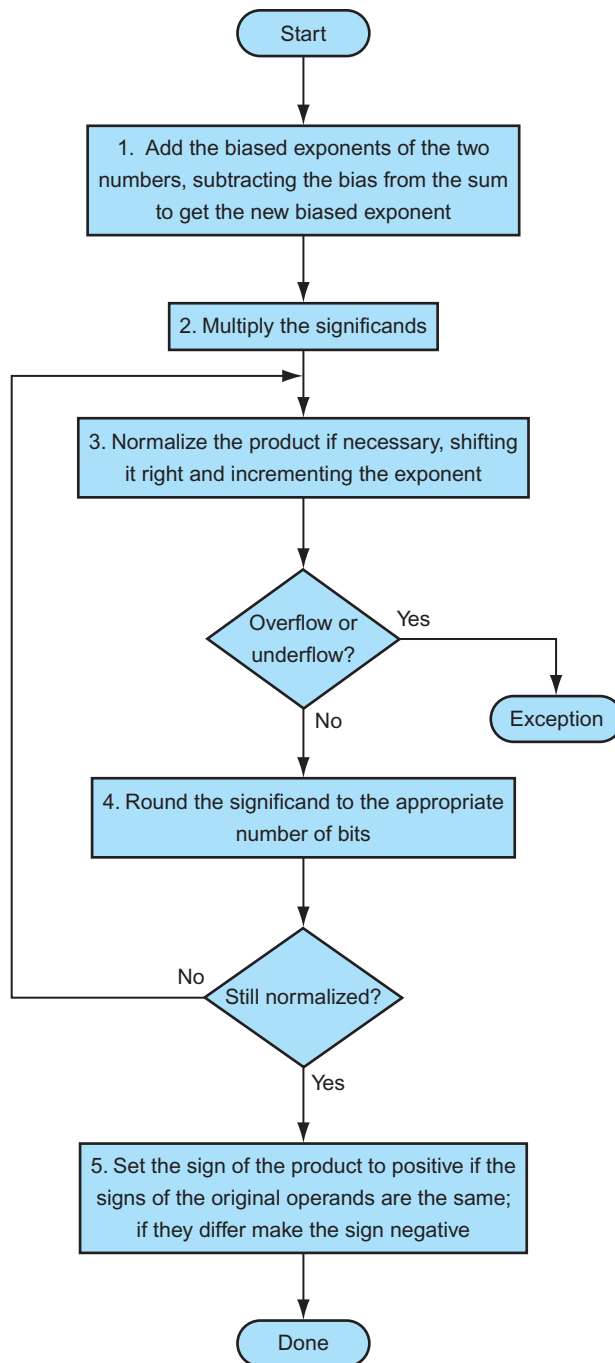 Start
1. Add the biased exponents of the two
numbers, subtracting the bias from the sum
to get the new biased exponent
2. Multiply the significands
3. Normalize the product if necessary, shifting
it right and incrementing the exponent
Overflow or
underflow?
Yes
No
Exception
4. Round the significand to the appropriate
number of bits
No
Still normalized?
Yes
5. Set the sign of the product to positive if the
signs of the original operands are the same;
if they differ make the sign negative
Done